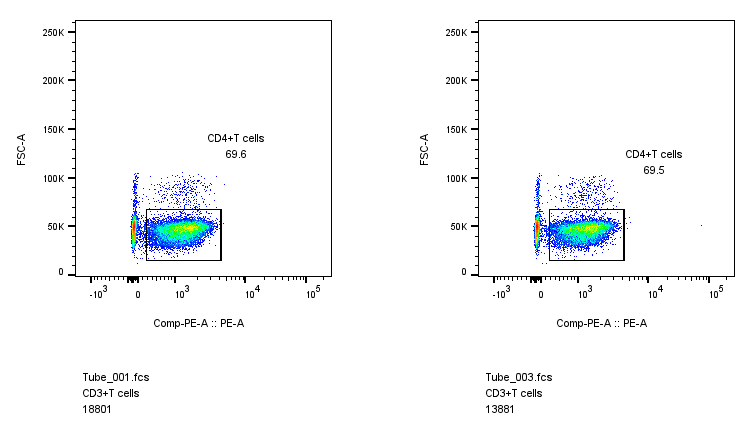 250K
200K
150K
100K
50K
0
FSC-A
CD4+T cells
69.6
-10^3 0 10^3 10^4 10^5
Comp-PE-A :: PE-A
Tube_001.fcs
CD3+T cells
18801
250K
200K
150K
100K
50K
0
FSC-A
CD4+T cells
69.5
-10^3 0 10^3 10^4 10^5
Comp-PE-A :: PE-A
Tube_003.fcs
CD3+T cells
13881